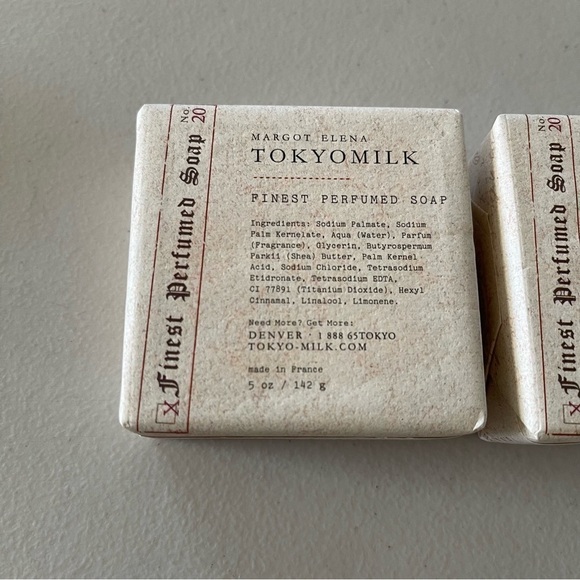 MARGOT ELENA
TOKYOMILK
FINEST PERFUMED SOAP
Ingredients: Sodium Palmate, Sodium
Palm Kernelate, Aqua (Water), Parfum
(Fragrance), Glycerin, Butyrospermum
Parkii (Shea) Butter, Palm Kernel
Acid, Sodium Chloride, Tetrasodium
Etidronate, Tetrasodium EDTA,
CI 77891 (Titanium Dioxide), Hexyl
Cinnamal, Linalool, Limonene.
Need More? Get More:
DENVER · 1 888 65TOKYO
TOKYO-MILK.COM
made in France
5 oz / 142 g
X Finest Perfumed Soap
No.
20
X Finest Perfumed Soap
No.
20